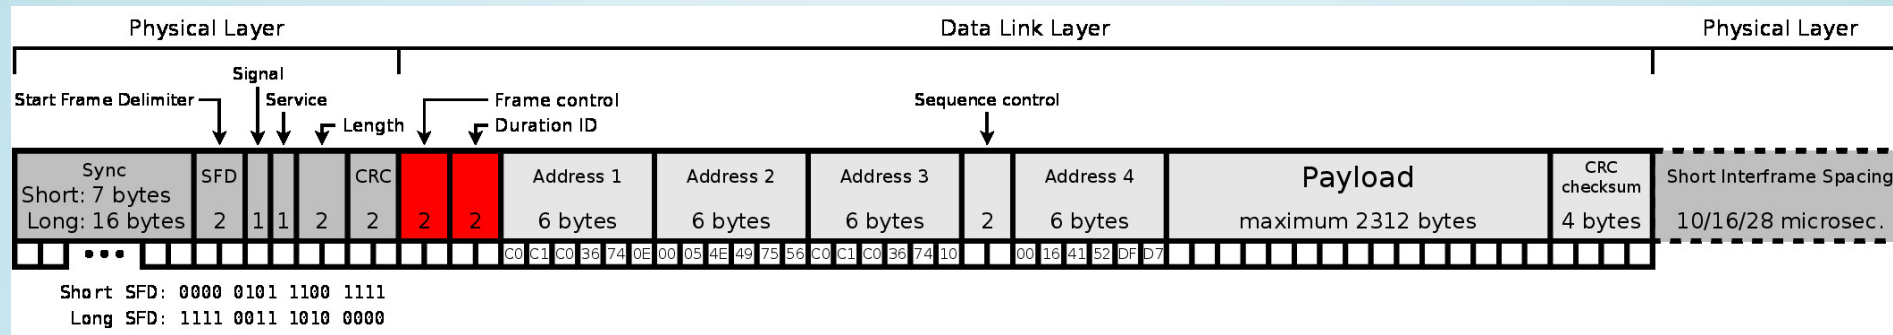 Physical Layer
Data Link Layer
Physical Layer
Signal
Start Frame Delimiter
Service
Frame control
Sequence control
Length
Duration ID
Sync
Short: 7 bytes
Long: 16 bytes
SFD
2
1
1
2
CRC
2
2
2
Address 1
6 bytes
Address 2
6 bytes
Address 3
6 bytes
2
Address 4
6 bytes
Payload
maximum 2312 bytes
CRC
checksum
4 bytes
Short Interframe Spacing
10/16/28 microsec.
C0 C1 C0 36 74 0E 00 05 4E 49 75 56 C0 C1 C0 36 74 10 00 16 41 52 DF D7
Short SFD: 0000 0101 1100 1111
Long SFD: 1111 0011 1010 0000